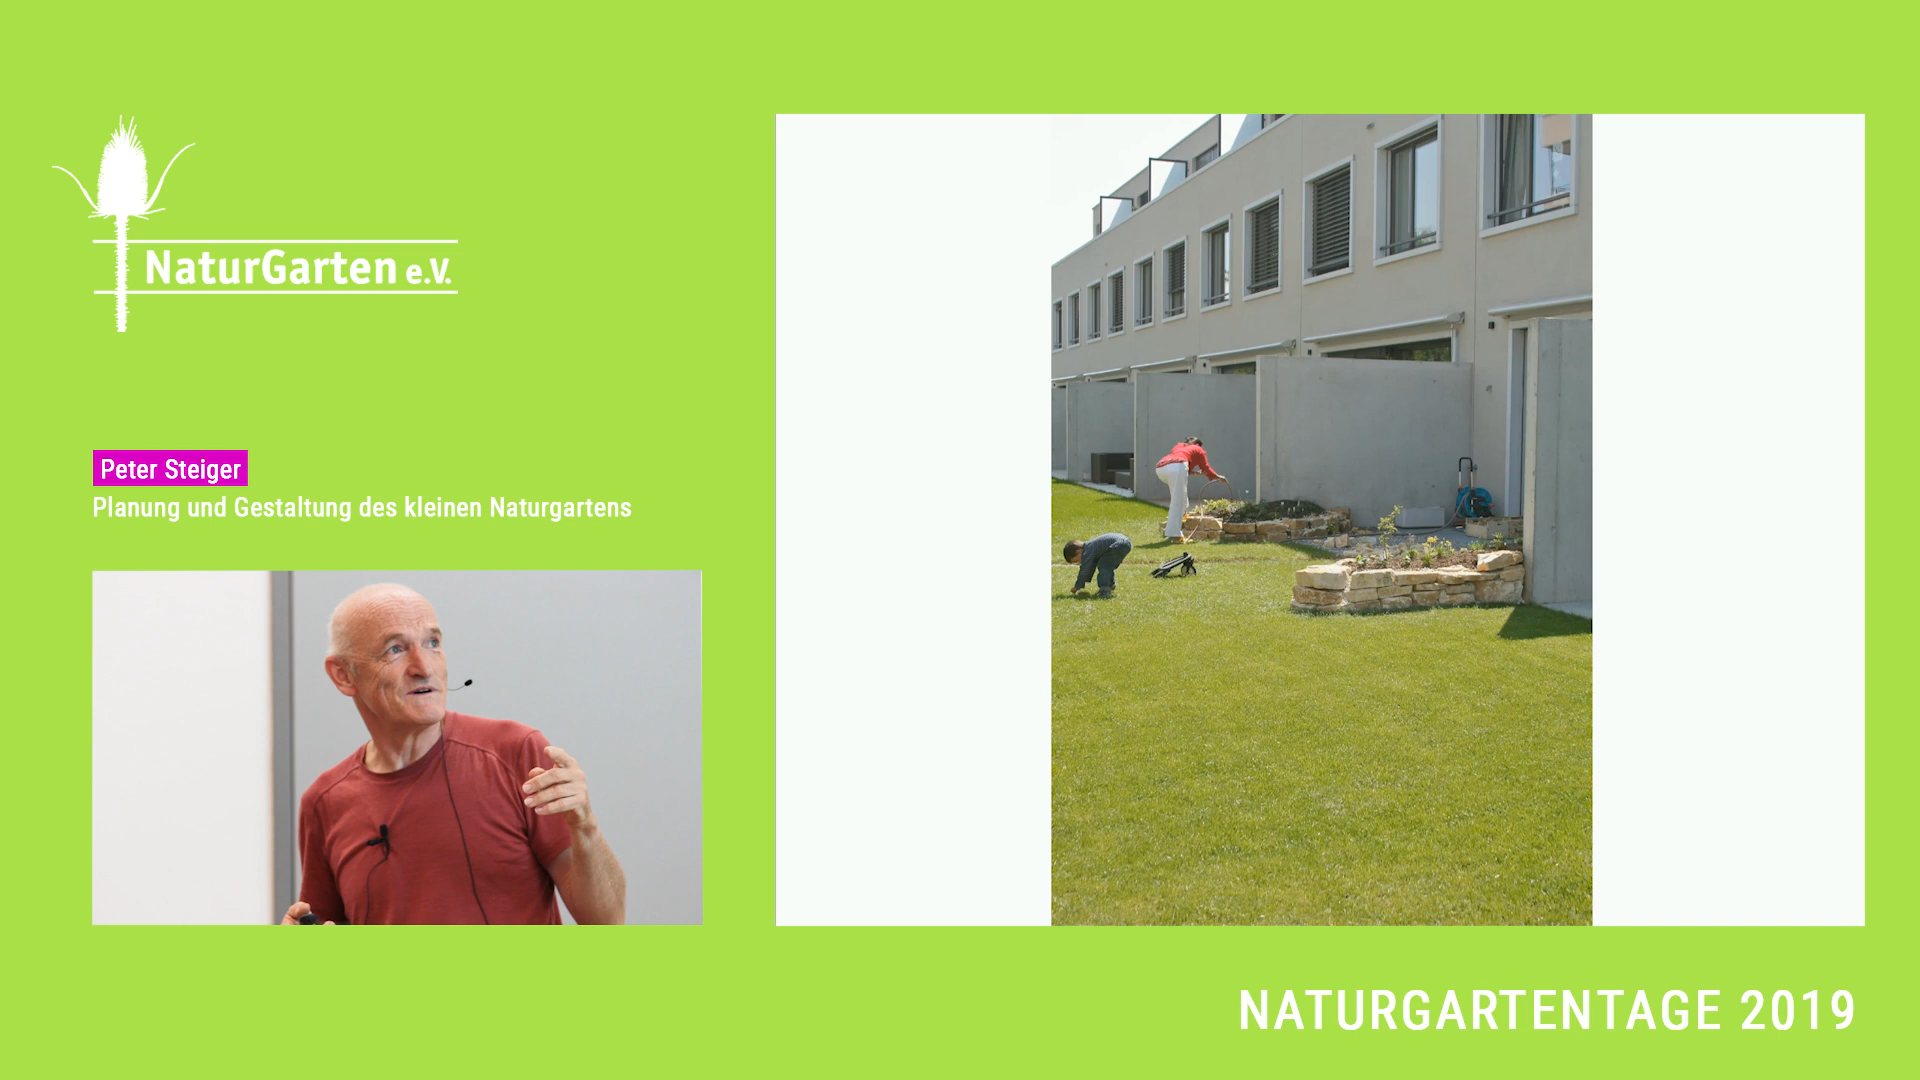 NaturGarten e.V.
Peter Steiger
Planung und Gestaltung des kleinen Naturgartens
NATURGARTENTAGE 2019